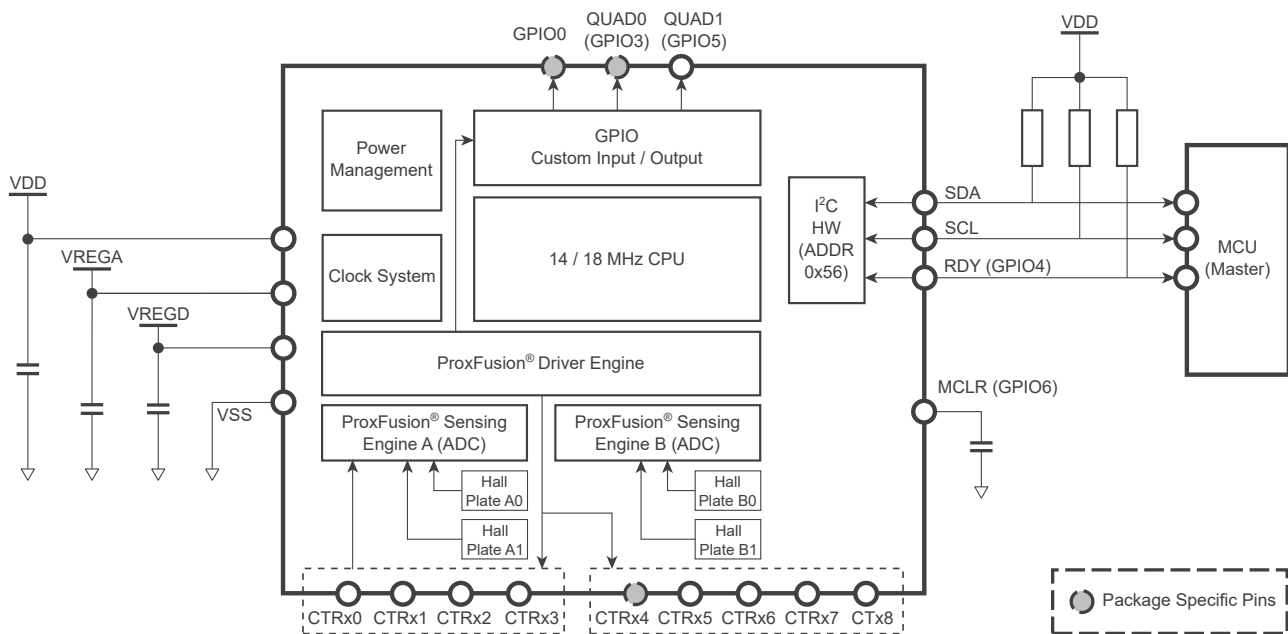 GPIO0
QUAD0
(GPIO3)
QUAD1
(GPIO5)
VDD
Power
Management
GPIO
Custom Input / Output
VDD
I²C
HW
(ADDR
0x56)
SDA
SCL
RDY (GPIO4)
MCU
(Master)
VREGA
Clock System
14 / 18 MHz CPU
VREGD
ProxFusion® Driver Engine
MCLR (GPIO6)
VSS
ProxFusion® Sensing
Engine A (ADC)
ProxFusion® Sensing
Engine B (ADC)
Hall
Plate A0
Hall
Plate B0
Hall
Plate A1
Hall
Plate B1
CTRx0
CTRx1
CTRx2
CTRx3
CTRx4
CTRx5
CTRx6
CTRx7
CTx8
Package Specific Pins